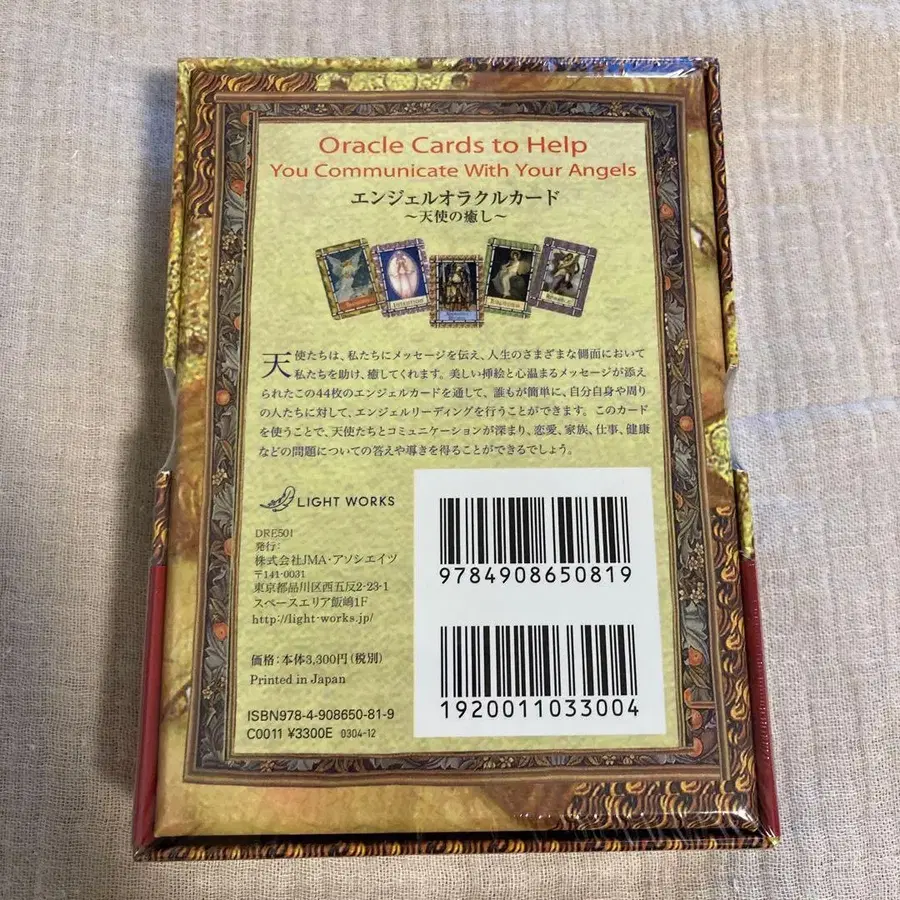 Oracle Cards to Help
You Communicate With Your Angels
エンジェルオラクルカード
～天使の癒し～
INTENTION
天使たちは、私たちにメッセージを伝え、人生のさまざまな側面において
私たちを助け、癒してくれます。美しい挿絵と心温まるメッセージが添え
られたこの44枚のエンジェルカードを通して、誰もが簡単に、自分自身や周り
の人たちに対して、エンジェルリーディングを行うことができます。このカード
を使うことで、天使たちとコミュニケーションが深まり、恋愛、家族、仕事、健康
などの問題についての答えや導きを得ることができるでしょう。
LIGHT WORKS
DRE501
発行:
株式会社JMA・アソシエイツ
〒141-0031
東京都品川区西五反2-23-1
スペースエリア飯嶋1F
http://light-works.jp/
価格:本体3,300円(税別)
Printed in Japan
ISBN978-4-908650-81-9
C0011 ¥3300E 0304-12
9784908650819
1920011033004